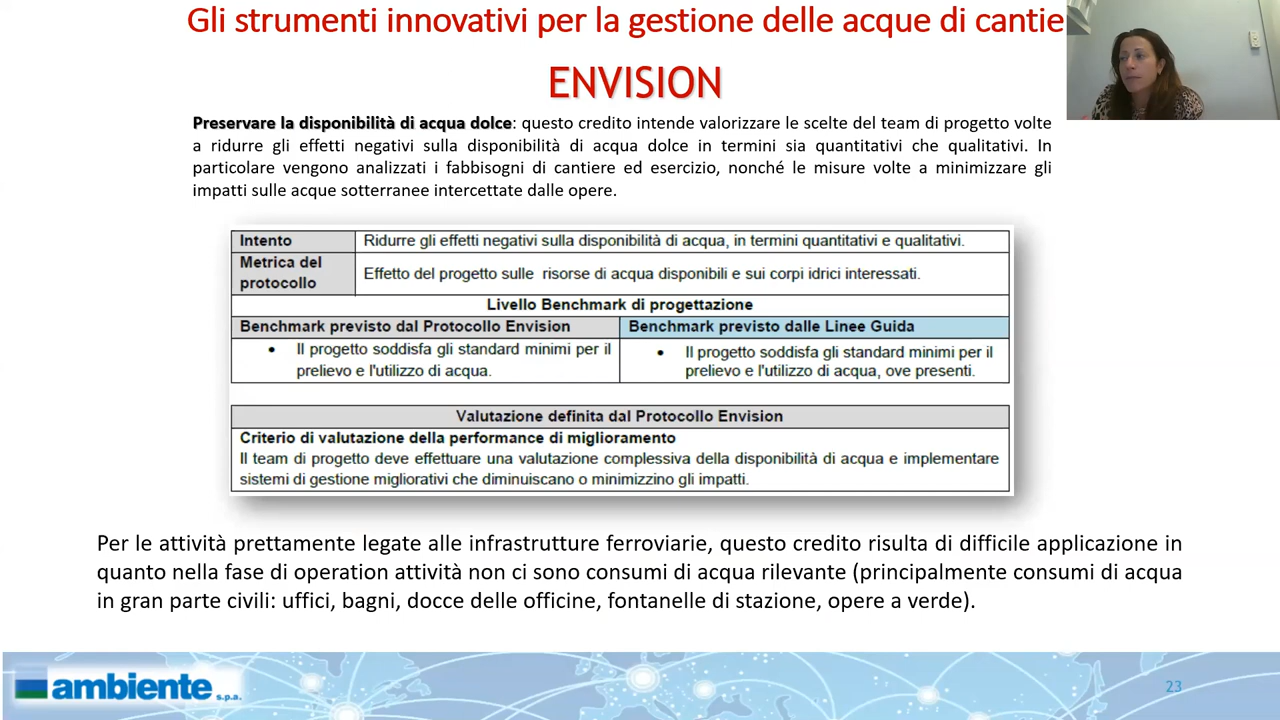 Gli strumenti innovativi per la gestione delle acque di cantie
ENVISION
Preservare la disponibilità di acqua dolce: questo credito intende valorizzare le scelte del team di progetto volte
a ridurre gli effetti negativi sulla disponibilità di acqua dolce in termini sia quantitativi che qualitativi. In
particolare vengono analizzati i fabbisogni di cantiere ed esercizio, nonché le misure volte a minimizzare gli
impatti sulle acque sotterranee intercettate dalle opere.
Intento
Ridurre gli effetti negativi sulla disponibilità di acqua, in termini quantitativi e qualitativi.
Metrica del
protocollo
Effetto del progetto sulle risorse di acqua disponibili e sui corpi idrici interessati.
Livello Benchmark di progettazione
Benchmark previsto dal Protocollo Envision
Benchmark previsto dalle Linee Guida
• Il progetto soddisfa gli standard minimi per il
prelievo e l'utilizzo di acqua.
• Il progetto soddisfa gli standard minimi per il
prelievo e l'utilizzo di acqua, ove presenti.
Valutazione definita dal Protocollo Envision
Criterio di valutazione della performance di miglioramento
Il team di progetto deve effettuare una valutazione complessiva della disponibilità di acqua e implementare
sistemi di gestione migliorativi che diminuiscano o minimizzino gli impatti.
Per le attività prettamente legate alle infrastrutture ferroviarie, questo credito risulta di difficile applicazione in
quanto nella fase di operation attività non ci sono consumi di acqua rilevante (principalmente consumi di acqua
in gran parte civili: uffici, bagni, docce delle officine, fontanelle di stazione, opere a verde).
ambiente s.p.a.
23